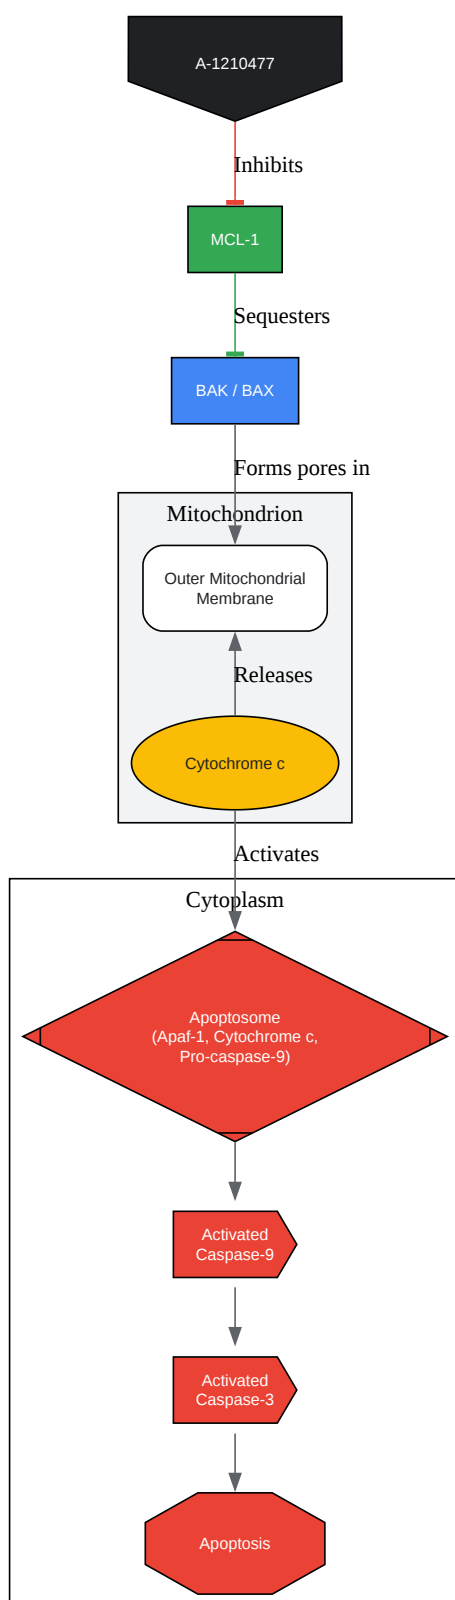 A-1210477
Inhibits
MCL-1
Sequesters
BAK / BAX
Forms pores in
Mitochondrion
Outer Mitochondrial
Membrane
Releases
Cytochrome c
Activates
Cytoplasm
Apoptosome
(Apaf-1, Cytochrome c,
Pro-caspase-9)
Activated
Caspase-9
Activated
Caspase-3
Apoptosis